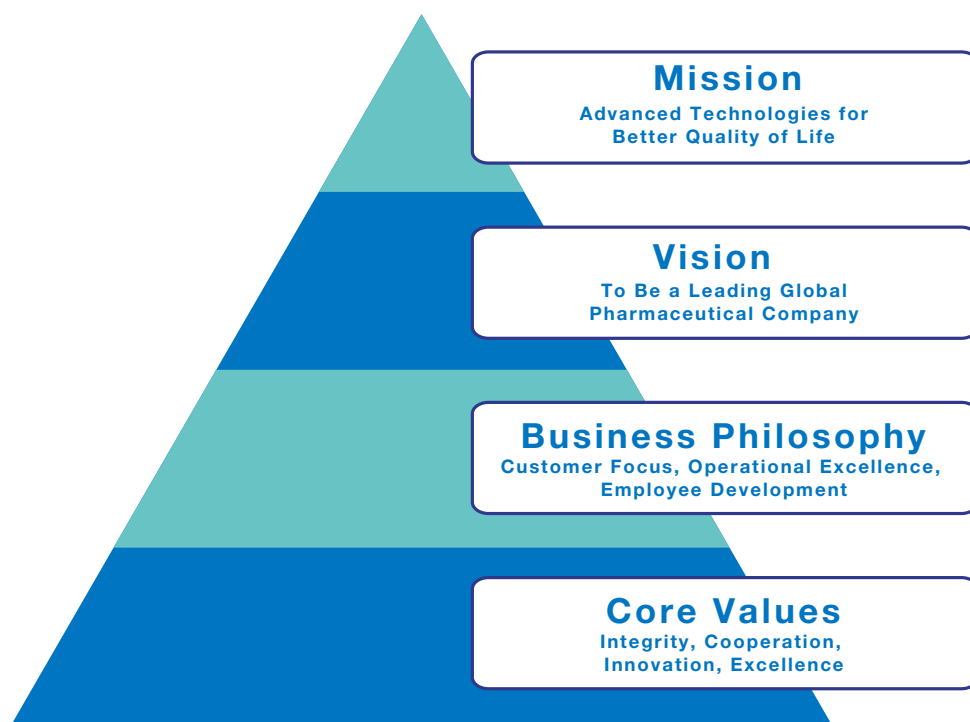 Mission
Advanced Technologies for
Better Quality of Life
Vision
To Be a Leading Global
Pharmaceutical Company
Business Philosophy
Customer Focus, Operational Excellence,
Employee Development
Core Values
Integrity, Cooperation,
Innovation, Excellence